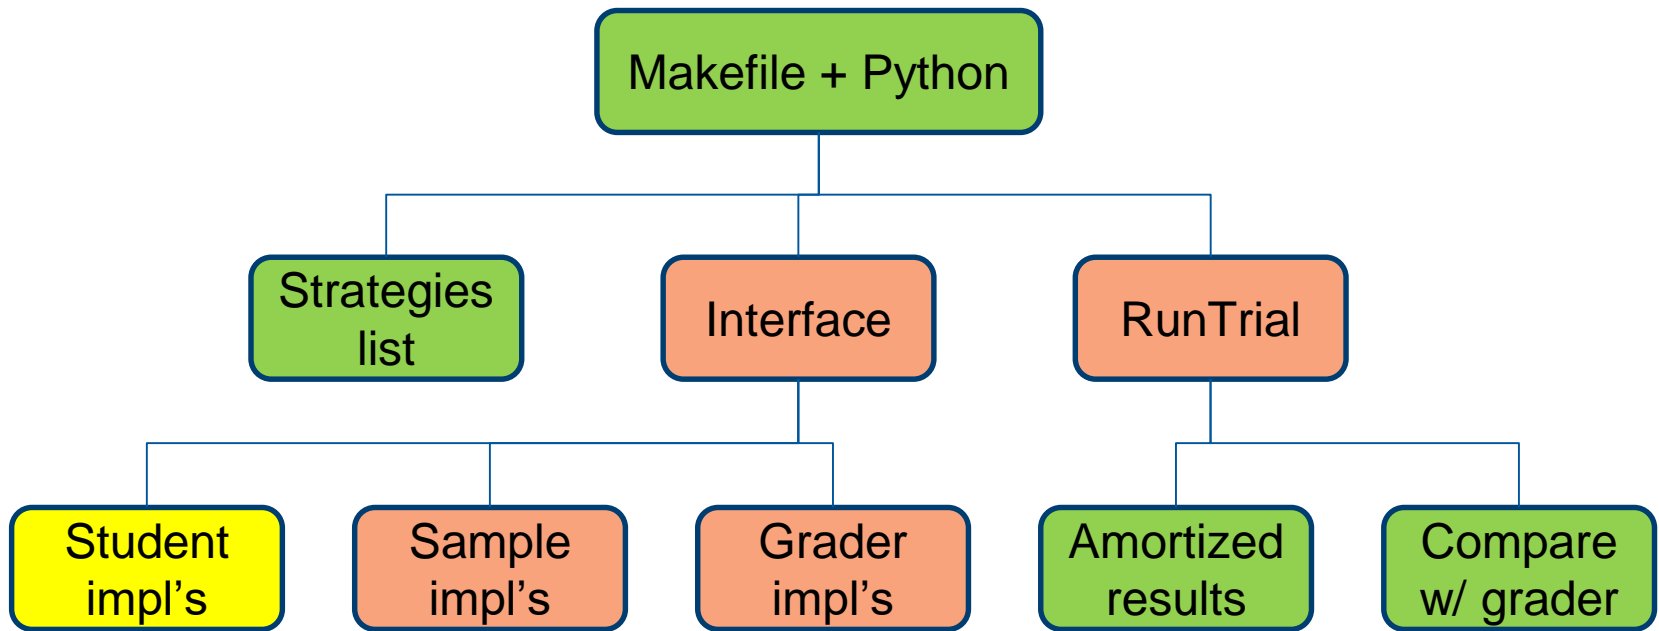 Makefile + Python
Strategies
list
Interface
RunTrial
Student
impl’s
Sample
impl’s
Grader
impl’s
Amortized
results
Compare
w/ grader